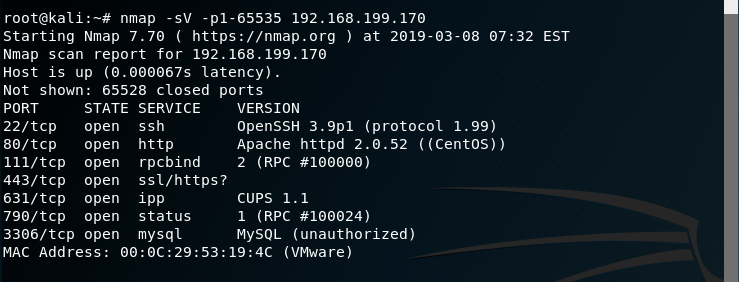 root@kali:~# nmap -sV -p1-65535 192.168.199.170
Starting Nmap 7.70 ( https://nmap.org ) at 2019-03-08 07:32 EST
Nmap scan report for 192.168.199.170
Host is up (0.000067s latency).
Not shown: 65528 closed ports
PORT     STATE SERVICE    VERSION
22/tcp   open  ssh        OpenSSH 3.9p1 (protocol 1.99)
80/tcp   open  http       Apache httpd 2.0.52 ((CentOS))
111/tcp  open  rpcbind    2 (RPC #100000)
443/tcp  open  ssl/https?
631/tcp  open  ipp        CUPS 1.1
790/tcp  open  status     1 (RPC #100024)
3306/tcp open  mysql      MySQL (unauthorized)
MAC Address: 00:0C:29:53:19:4C (VMware)